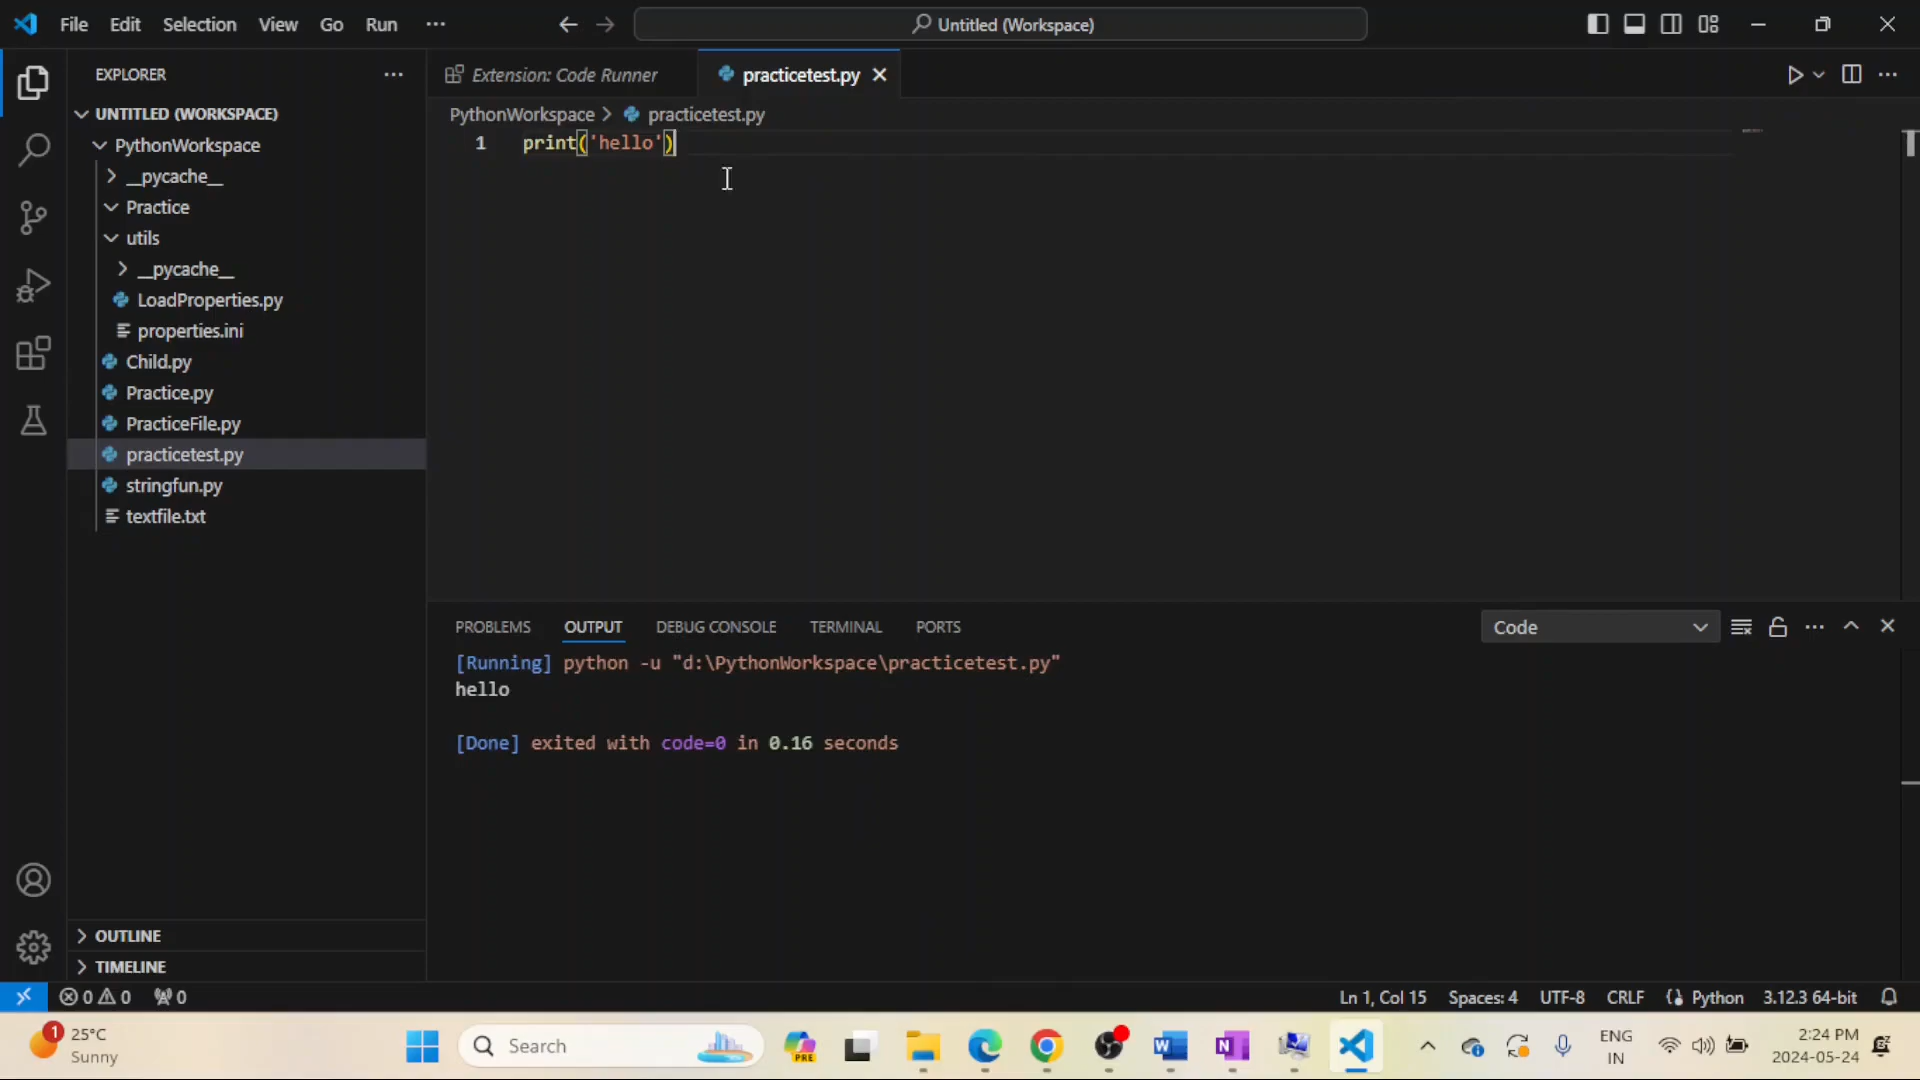 File Edit Selection View Go Run ··· Untitled (Workspace)
EXPLORER
UNTITLED (WORKSPACE)
PythonWorkspace
__pycache__
Practice
utils
__pycache__
LoadProperties.py
properties.ini
Child.py
Practice.py
PracticeFile.py
practicetest.py
stringfun.py
textfile.txt
OUTLINE
TIMELINE
Extension: Code Runner practicetest.py
PythonWorkspace > practicetest.py
1 print('hello')
PROBLEMS OUTPUT DEBUG CONSOLE TERMINAL PORTS Code
[Running] python -u "d:\PythonWorkspace\practicetest.py"
hello
[Done] exited with code=0 in 0.16 seconds
0 0 0 Ln 1, Col 15 Spaces: 4 UTF-8 CRLF {} Python 3.12.3 64-bit
1 25°C
Sunny
Search
PRE
ENG
IN
2:24 PM
2024-05-24